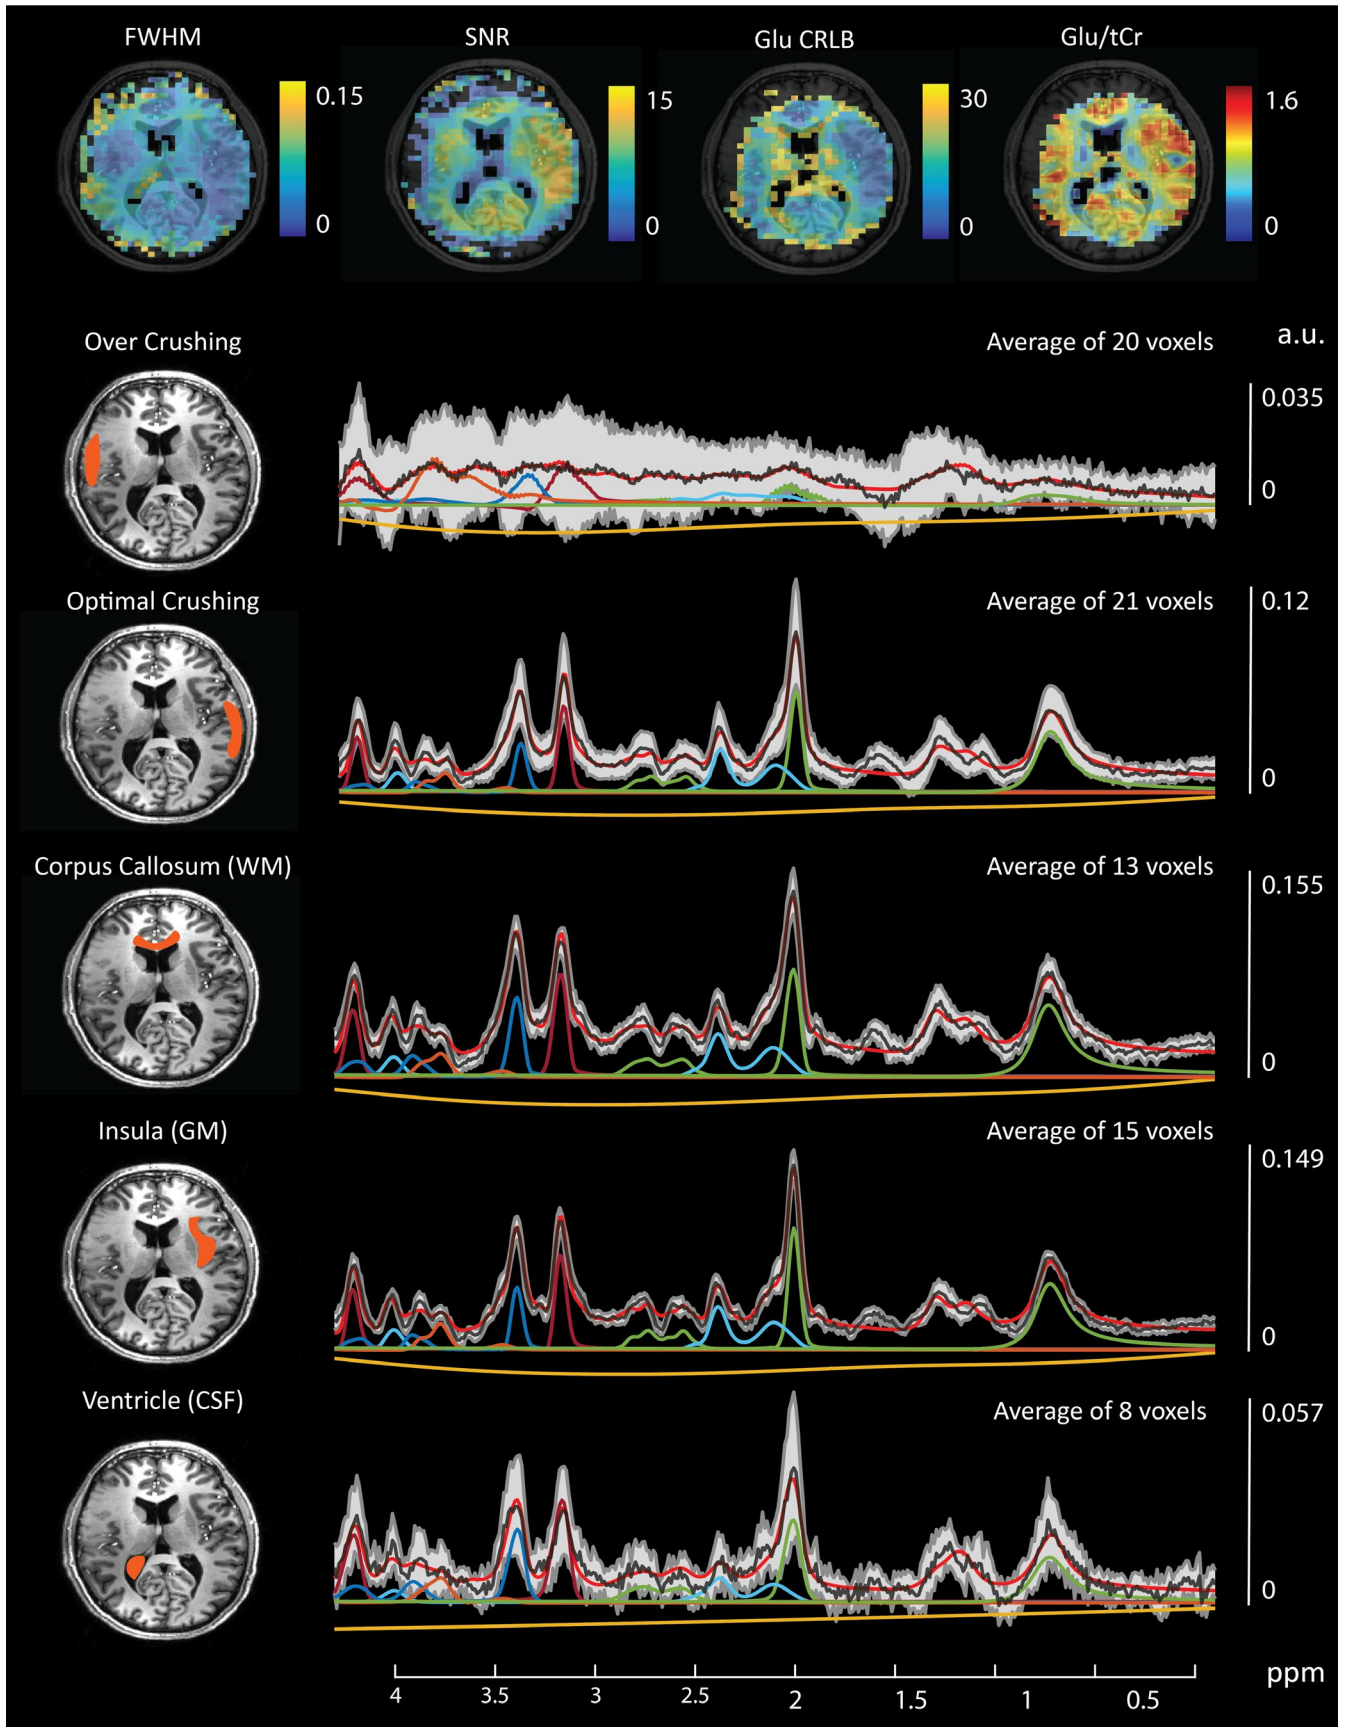 FWHM
SNR
Glu CRLB
Glu/tCr
0.15
0
15
0
30
0
1.6
0
Over Crushing
Average of 20 voxels
a.u.
0.035
0
Optimal Crushing
Average of 21 voxels
0.12
0
Corpus Callosum (WM)
Average of 13 voxels
0.155
0
Insula (GM)
Average of 15 voxels
0.149
0
Ventricle (CSF)
Average of 8 voxels
0.057
0
4 3.5 3 2.5 2 1.5 1 0.5
ppm